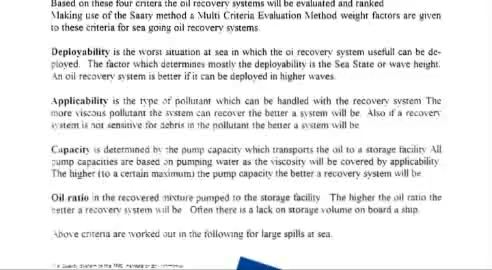 Based on these four critera the oil recovery systems will be evaluated and ranked
Making use of the Saary method a Multi Criteria Evaluation Method weight factors are given
to these criteria for sea going oil recovery systems.
Deployability is the worst situation at sea in which the oi recovery system usefull can be de-
ployed. The factor which determines mostly the deployability is the Sea State or wave height.
An oil recovery system is better if it can be deployed in higher waves.
Applicability is the type of pollutant which can be handled with the recovery system The
more viscous pollutant the system can recover the better a system will be. Also if a recovery
system is not sensitive for debris in the pollutant the better a system will be
Capacity is determined by the pump capacity which transports the oil to a storage facility All
pump capacities are based on pumping water as the viscosity will be covered by applicability.
The higher (to a certain maximum) the pump capacity the better a recovery system will be
Oil ratio in the recovered mixture pumped to the storage facility The higher the oil ratio the
better a recovery system will be Often there is a lack on storage volume on board a ship.
Above criteria are worked out in the following for large spills at sea.